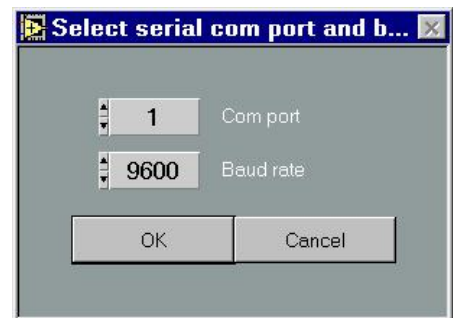 Select serial com port and b...
1 Com port
9600 Baud rate
OK Cancel